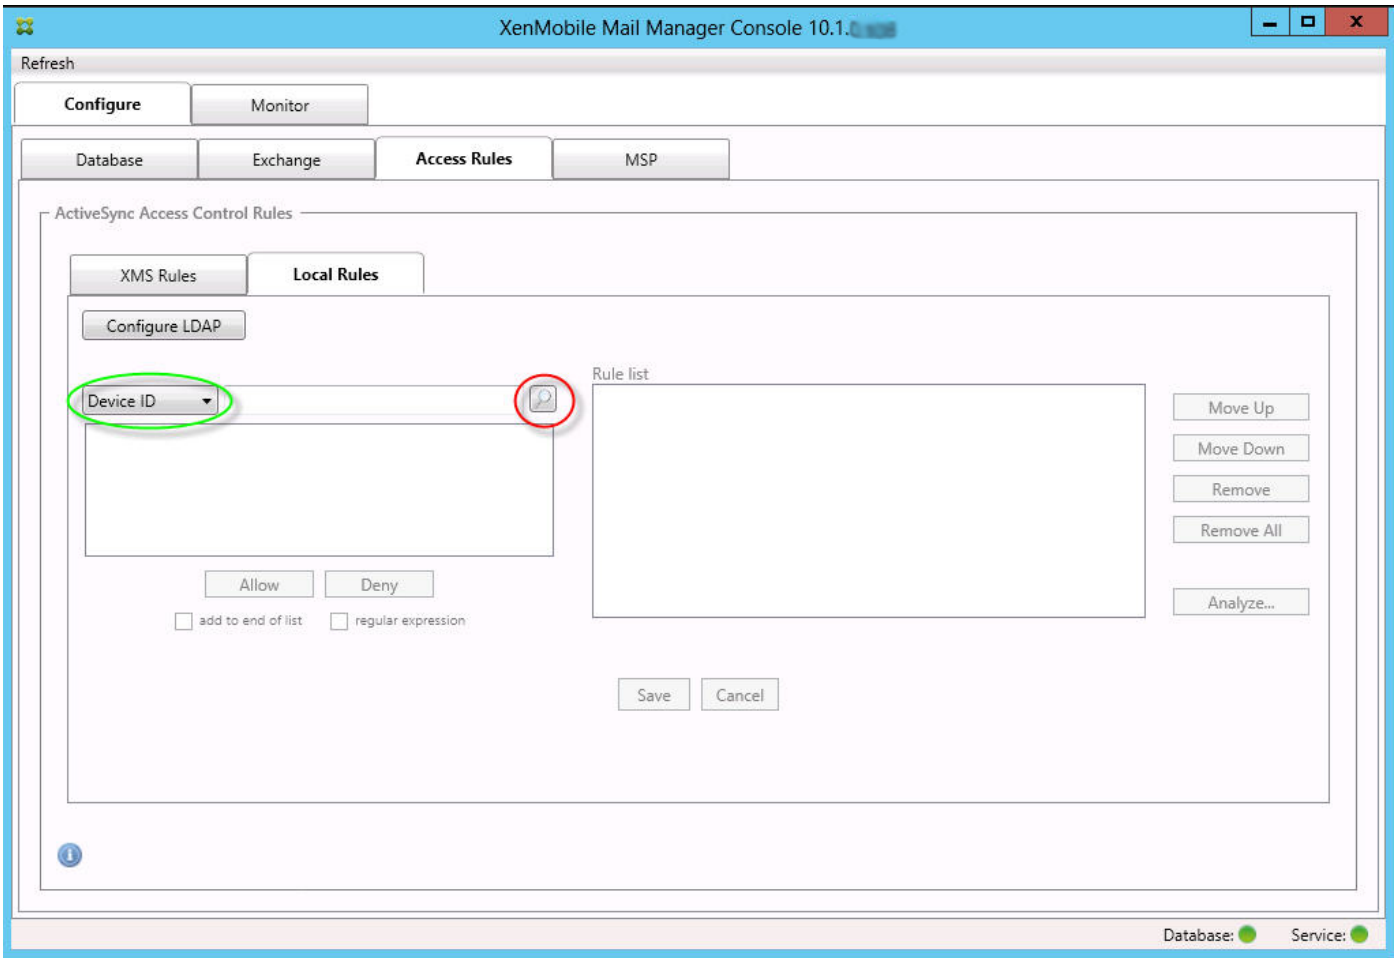 XenMobile Mail Manager Console 10.1.
Refresh
Configure Monitor
Database Exchange Access Rules MSP
ActiveSync Access Control Rules
XMS Rules Local Rules
Configure LDAP
Rule list
Device ID
Move Up
Move Down
Remove
Remove All
Allow Deny
Analyze...
add to end of list regular expression
Save Cancel
Database: Service: